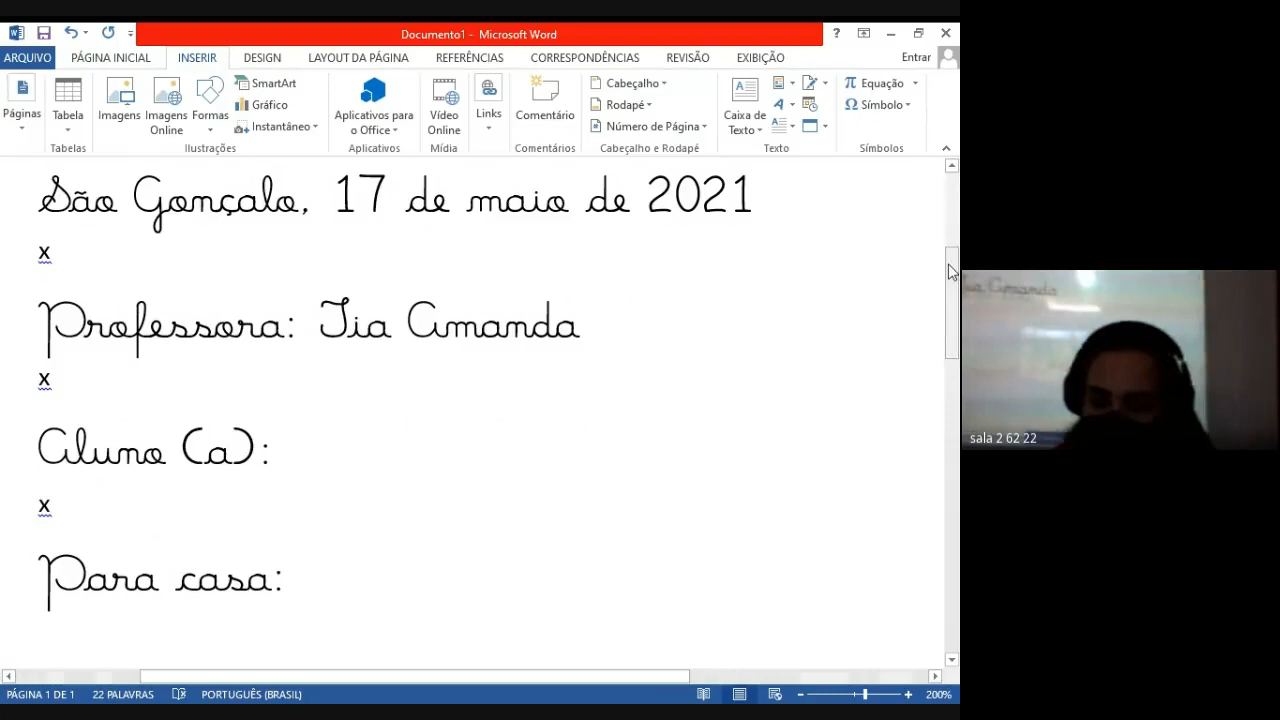 Documento1 - Microsoft Word
?
ARQUIVO PÁGINA INICIAL INSERIR DESIGN LAYOUT DA PÁGINA REFERÊNCIAS CORRESPONDÊNCIAS REVISÃO EXIBIÇÃO Entrar
Páginas
Tabela
Imagens
Imagens Online
Formas
SmartArt
Gráfico
Instantâneo
Aplicativos para o Office
Vídeo Online
Links
Comentário
Cabeçalho
Rodapé
Número de Página
Caixa de Texto
Equação
Símbolo
Tabelas Ilustrações Aplicativos Mídia Comentários Cabeçalho e Rodapé Texto Símbolos
São Gonçalo, 17 de maio de 2021
x
Professora: Tia Amanda
x
Aluno (a):
x
Para casa:
Tia Amanda
sala 2 62 22
PÁGINA 1 DE 1 22 PALAVRAS PORTUGUÊS (BRASIL) 200%